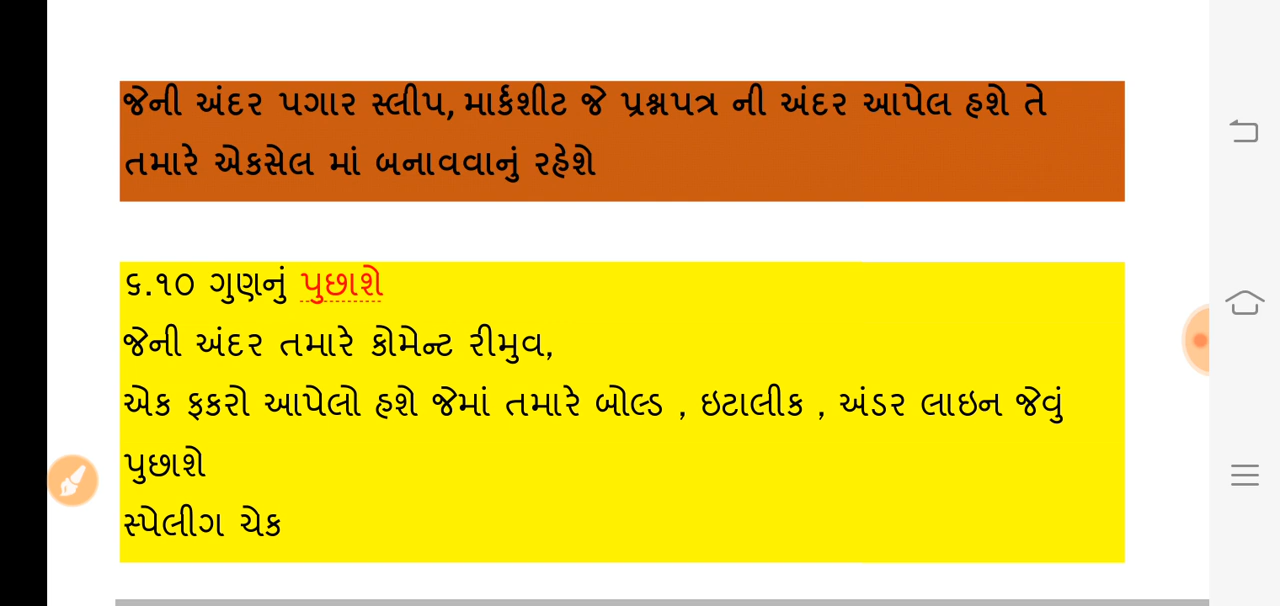 જેની અંદર પગાર સ્લીપ, માર્કશીટ જે પ્રશ્નપત્ર ની અંદર આપેલ હશે તે
તમારે એકસેલ માં બનાવવાનું રહેશે
૬.૧૦ ગુણનું પુછાશે
જેની અંદર તમારે કોમેન્ટ રીમુવ,
એક ફકરો આપેલો હશે જેમાં તમારે બોલ્ડ , ઇટાલીક , અંડર લાઇન જેવું
પુછાશે
સ્પેલીગ ચેક